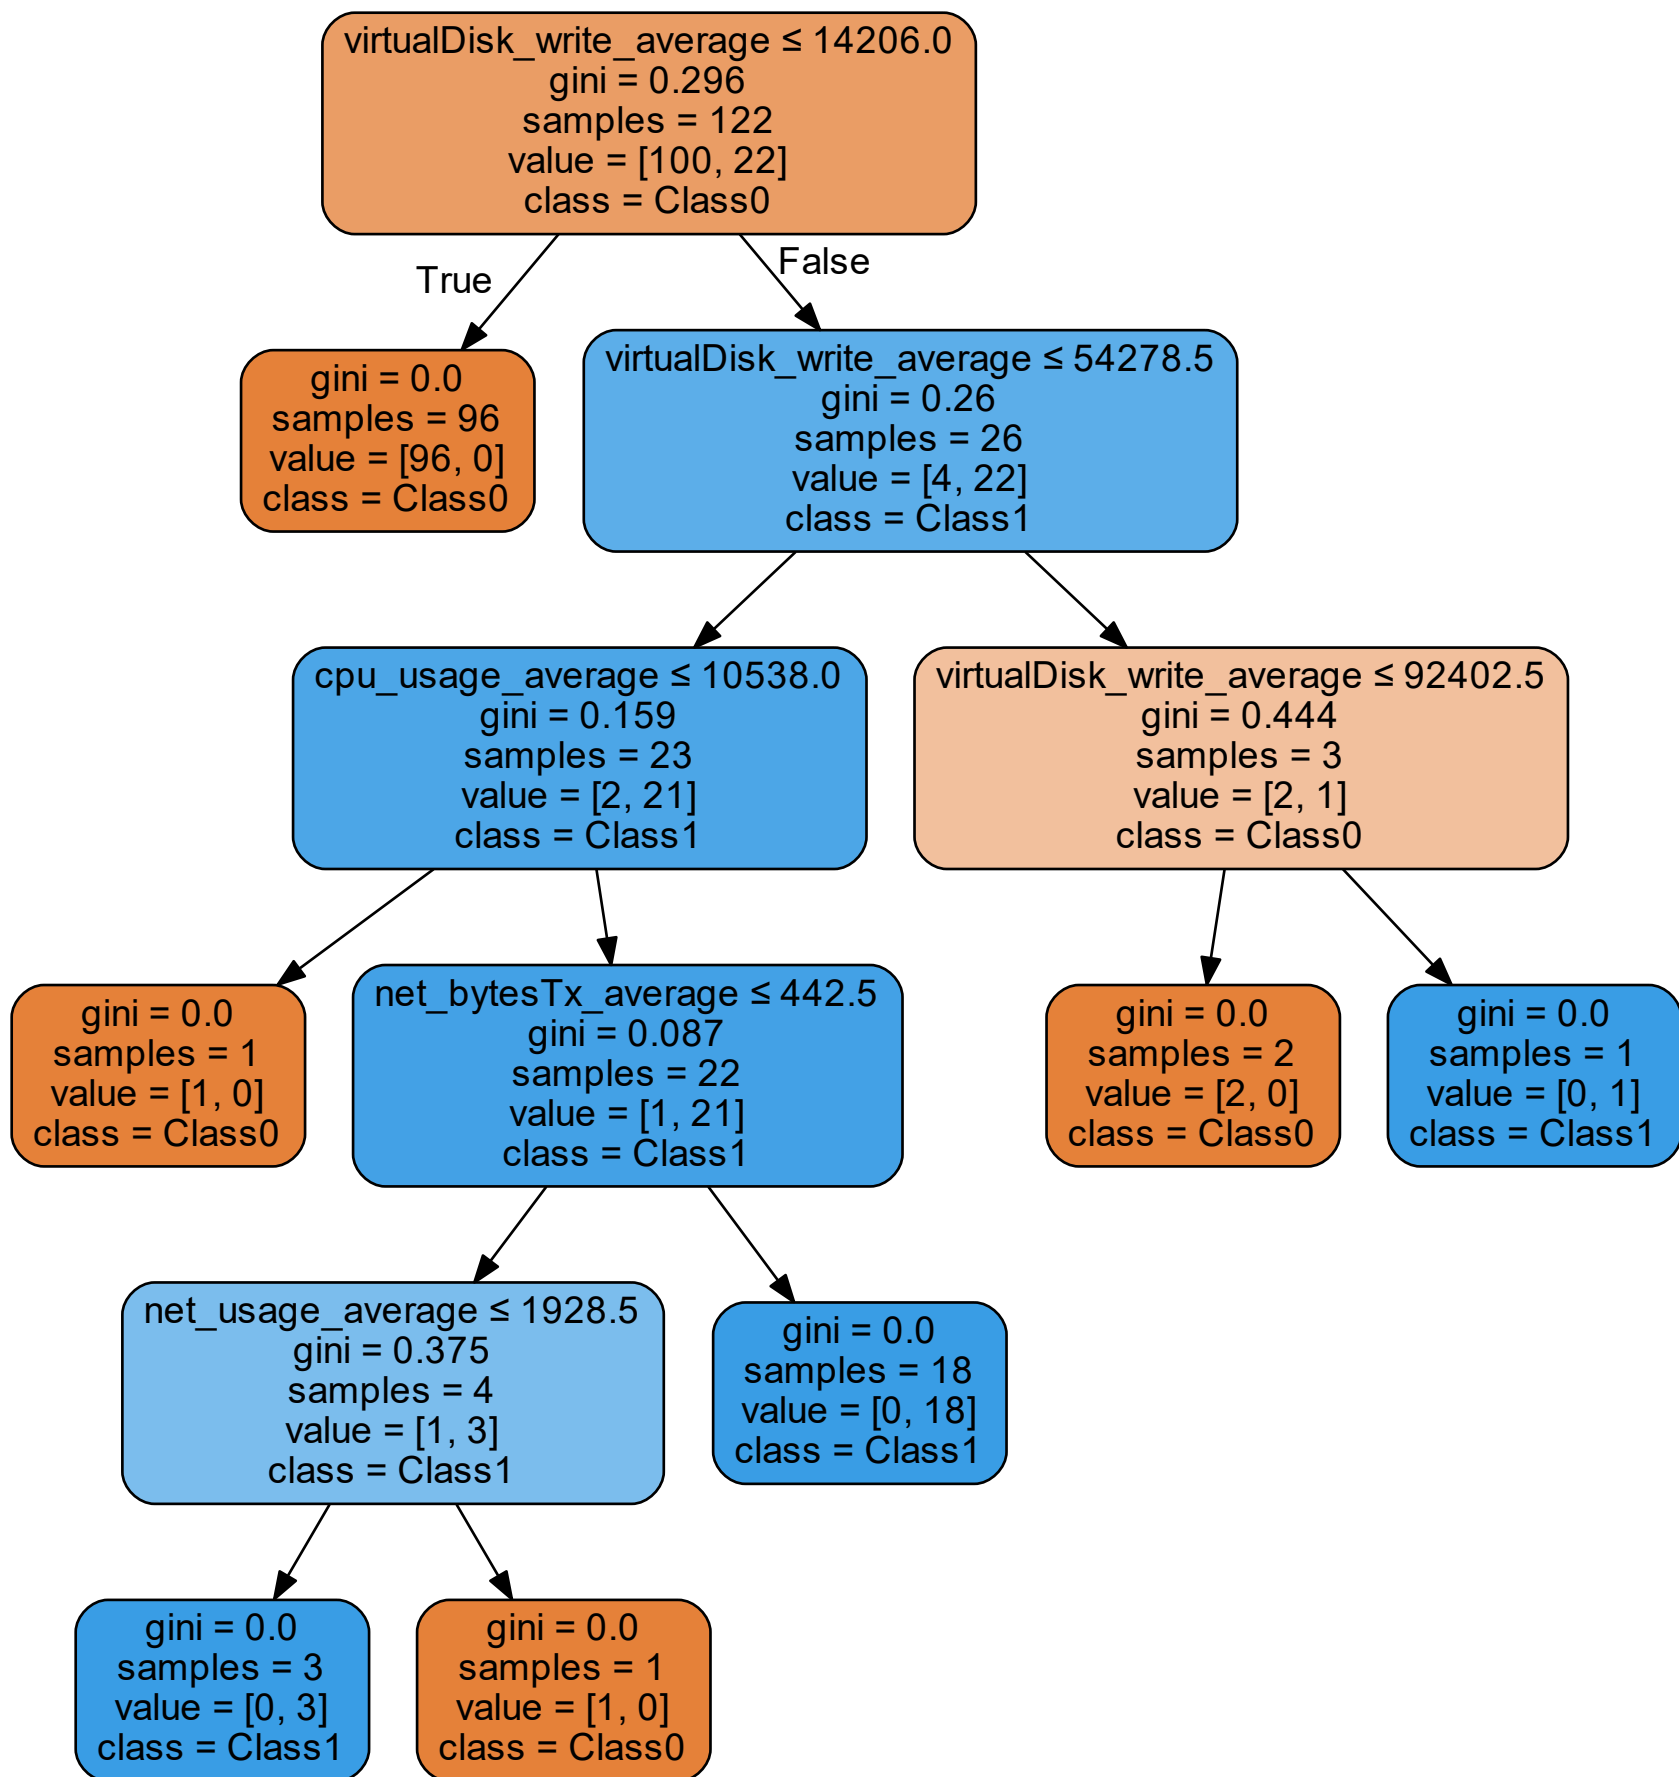 virtualDisk_write_average ≤ 14206.0
gini = 0.296
samples = 122
value = [100, 22]
class = Class0
True
False
gini = 0.0
samples = 96
value = [96, 0]
class = Class0
virtualDisk_write_average ≤ 54278.5
gini = 0.26
samples = 26
value = [4, 22]
class = Class1
cpu_usage_average ≤ 10538.0
gini = 0.159
samples = 23
value = [2, 21]
class = Class1
virtualDisk_write_average ≤ 92402.5
gini = 0.444
samples = 3
value = [2, 1]
class = Class0
gini = 0.0
samples = 1
value = [1, 0]
class = Class0
net_bytesTx_average ≤ 442.5
gini = 0.087
samples = 22
value = [1, 21]
class = Class1
gini = 0.0
samples = 2
value = [2, 0]
class = Class0
gini = 0.0
samples = 1
value = [0, 1]
class = Class1
net_usage_average ≤ 1928.5
gini = 0.375
samples = 4
value = [1, 3]
class = Class1
gini = 0.0
samples = 18
value = [0, 18]
class = Class1
gini = 0.0
samples = 3
value = [0, 3]
class = Class1
gini = 0.0
samples = 1
value = [1, 0]
class = Class0